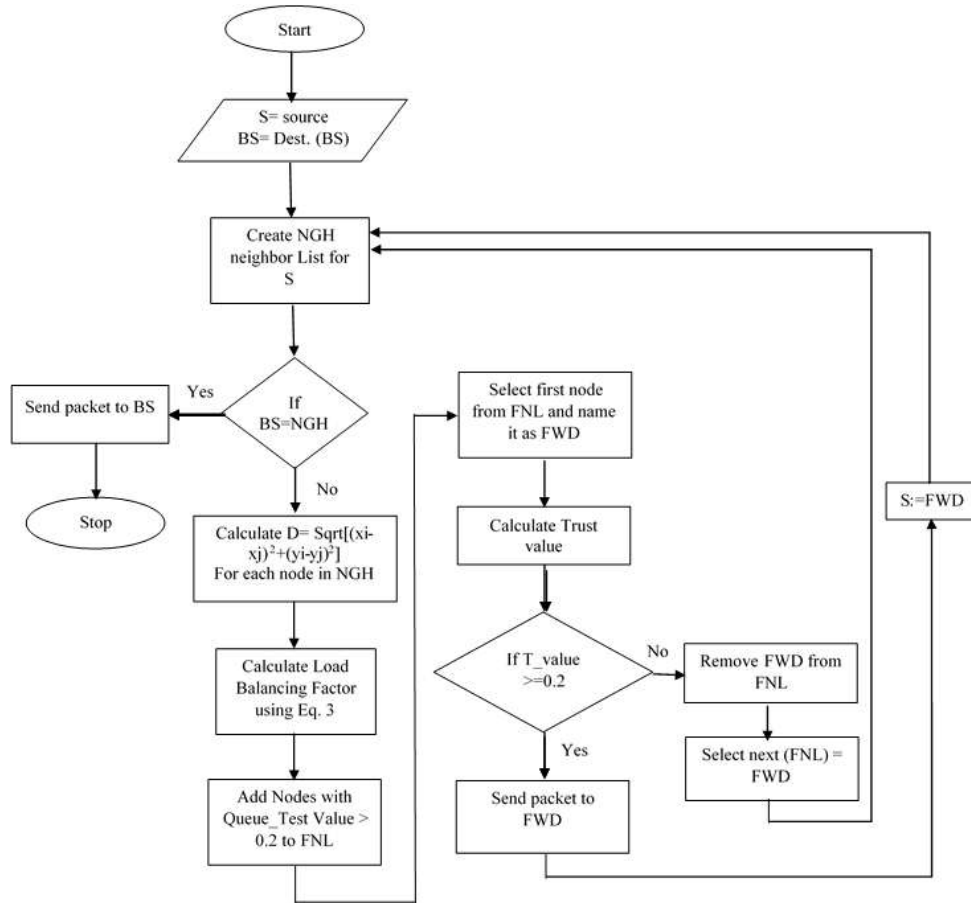 Start
S= source
BS= Dest. (BS)
Create NGH
neighbor List for
S
If
BS=NGH
Yes
Send packet to BS
Stop
No
Calculate D= Sqrt[(xi-
xj)²+(yi-yj)²]
For each node in NGH
Calculate Load
Balancing Factor
using Eq. 3
Add Nodes with
Queue_Test Value >
0.2 to FNL
Select first node
from FNL and name
it as FWD
Calculate Trust
value
If T_value
>=0.2
No
Remove FWD from
FNL
Select next (FNL) =
FWD
Yes
Send packet to
FWD
S:=FWD